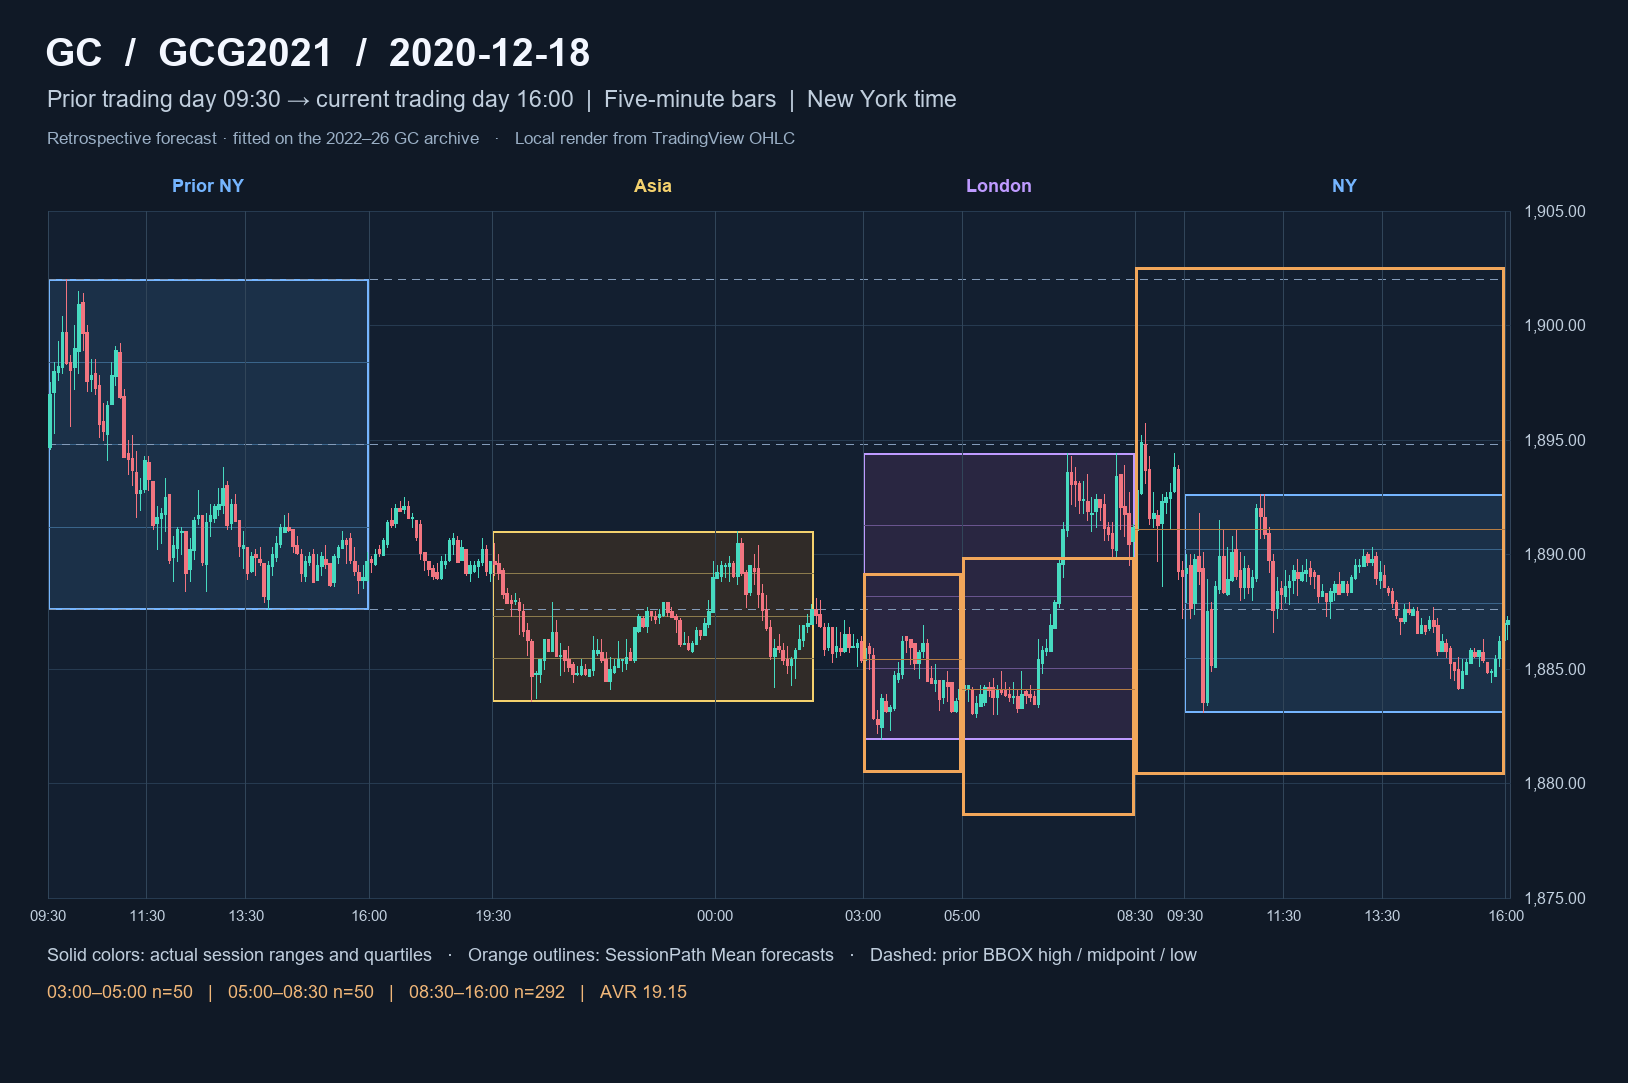 GC / GCG2021 / 2020-12-18
Prior trading day 09:30 → current trading day 16:00 | Five-minute bars | New York time
Retrospective forecast · fitted on the 2022–26 GC archive · Local render from TradingView OHLC
Prior NY Asia London NY
1,905.00
1,900.00
1,895.00
1,890.00
1,885.00
1,880.00
1,875.00
09:30 11:30 13:30 16:00 19:30 00:00 03:00 05:00 08:30 09:30 11:30 13:30 16:00
Solid colors: actual session ranges and quartiles · Orange outlines: SessionPath Mean forecasts · Dashed: prior BBOX high / midpoint / low
03:00–05:00 n=50 | 05:00–08:30 n=50 | 08:30–16:00 n=292 | AVR 19.15